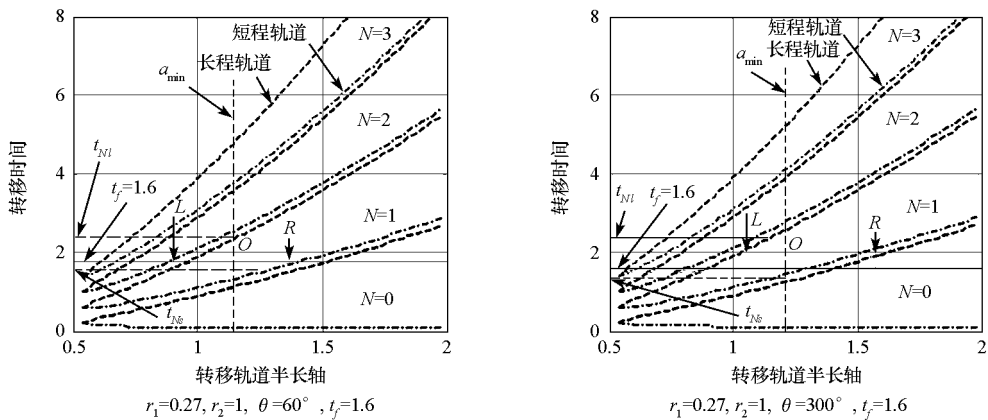 8
6
4
2
0
转移时间
0.5
1
1.5
2
转移轨道半长轴
短程轨道
长程轨道
a_min
N=3
N=2
N=1
N=0
t_Nl
t_f=1.6
L
R
O
t_Ns
r₁=0.27, r₂=1, θ=60°, t_f=1.6
8
6
4
2
0
转移时间
0.5
1
1.5
2
转移轨道半长轴
短程轨道
长程轨道
a_min
N=3
N=2
N=1
N=0
t_Nl
t_f=1.6
L
R
O
t_Ns
r₁=0.27, r₂=1, θ=300°, t_f=1.6